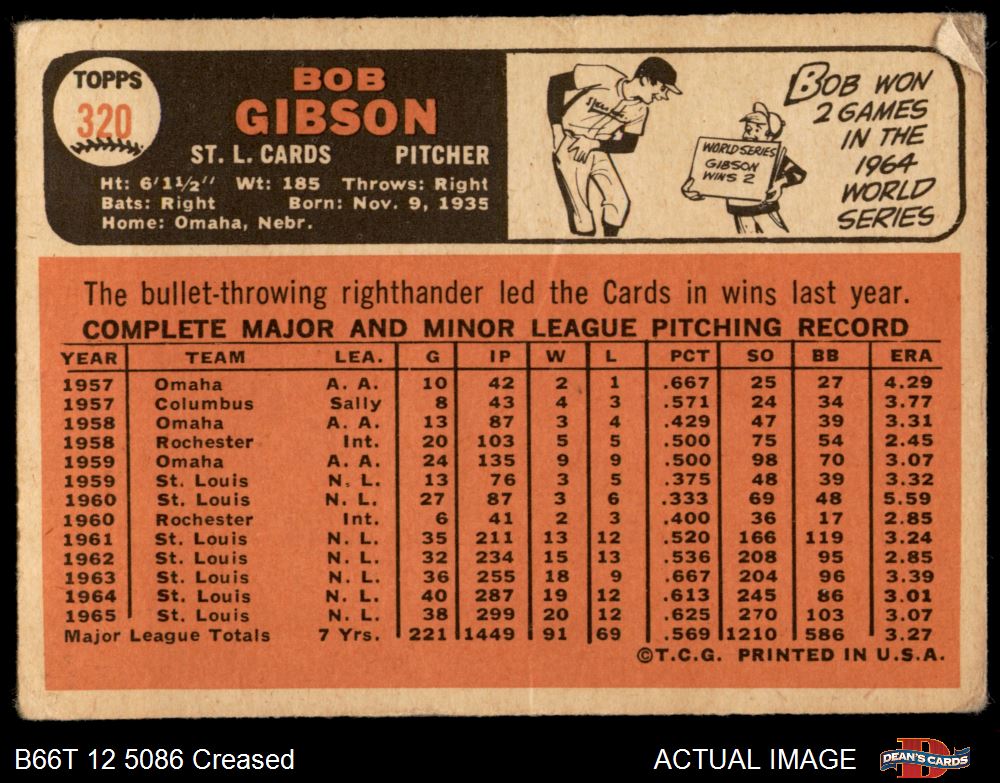 TOPPS
320
BOB
GIBSON
ST. L. CARDS PITCHER
Ht: 6'1½" Wt: 185 Throws: Right
Bats: Right Born: Nov. 9, 1935
Home: Omaha, Nebr.
Spauld
WORLD SERIES
GIBSON
WINS 2
BOB WON
2 GAMES
IN THE
1964
WORLD
SERIES
The bullet-throwing righthander led the Cards in wins last year.
COMPLETE MAJOR AND MINOR LEAGUE PITCHING RECORD
YEAR TEAM LEA. G IP W L PCT SO BB ERA
1957 Omaha A. A. 10 42 2 1 .667 25 27 4.29
1957 Columbus Sally 8 43 4 3 .571 24 34 3.77
1958 Omaha A. A. 13 87 3 4 .429 47 39 3.31
1958 Rochester Int. 20 103 5 5 .500 75 54 2.45
1959 Omaha A. A. 24 135 9 9 .500 98 70 3.07
1959 St. Louis N. L. 13 76 3 5 .375 48 39 3.32
1960 St. Louis N. L. 27 87 3 6 .333 69 48 5.59
1960 Rochester Int. 6 41 2 3 .400 36 17 2.85
1961 St. Louis N. L. 35 211 13 12 .520 166 119 3.24
1962 St. Louis N. L. 32 234 15 13 .536 208 95 2.85
1963 St. Louis N. L. 36 255 18 9 .667 204 96 3.39
1964 St. Louis N. L. 40 287 19 12 .613 245 86 3.01
1965 St. Louis N. L. 38 299 20 12 .625 270 103 3.07
Major League Totals 7 Yrs. 221 1449 91 69 .569 1210 586 3.27
©T.C.G. PRINTED IN U.S.A.
B66T 12 5086 Creased ACTUAL IMAGE
DEAN'S CARDS